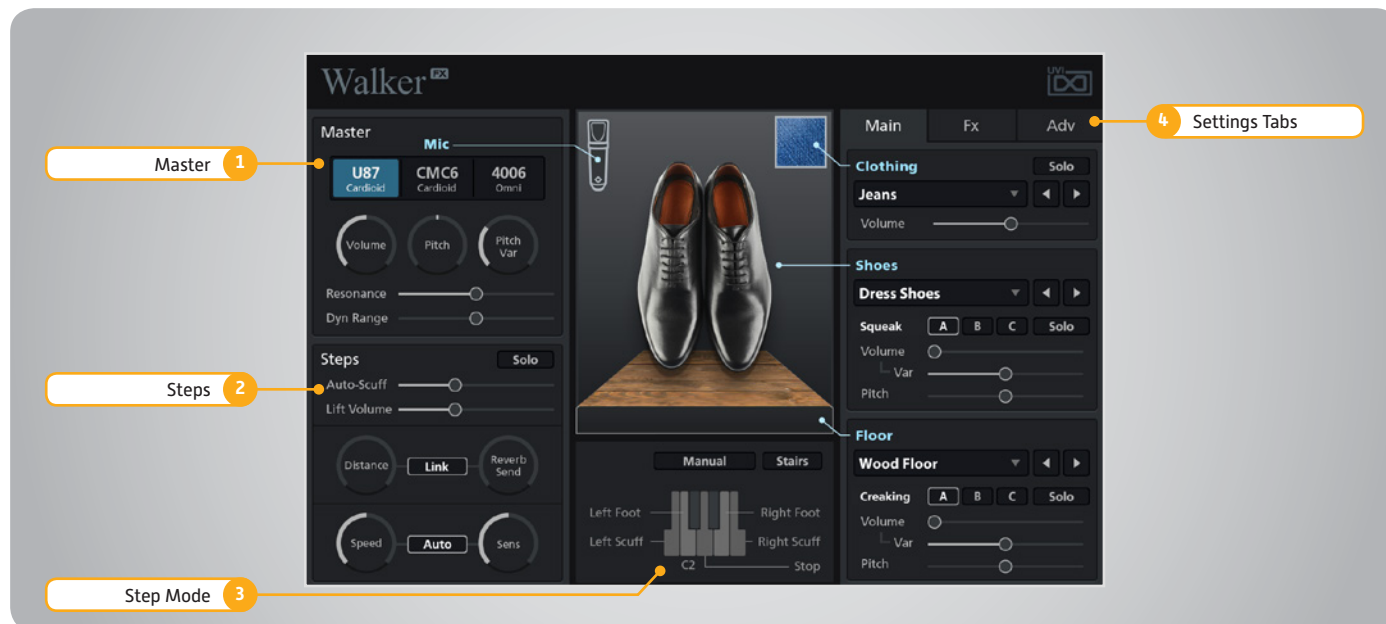 Walker FX
UVI
Master
Mic
U87
Cardioid
CMC6
Cardioid
4006
Omni
Volume
Pitch
Pitch
Var
Resonance
Dyn Range
Steps
Solo
Auto-Scuff
Lift Volume
Distance
Link
Reverb
Send
Speed
Auto
Sens
Manual
Stairs
Left Foot
Right Foot
Left Scuff
Right Scuff
C2
Stop
Main
Fx
Adv
Clothing
Solo
Jeans
Volume
Shoes
Dress Shoes
Squeak
A
B
C
Solo
Volume
Var
Pitch
Floor
Wood Floor
Creaking
A
B
C
Solo
Volume
Var
Pitch
Master 1
Steps 2
Step Mode 3
4 Settings Tabs